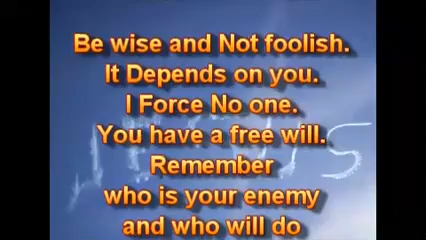 Be wise and Not foolish.
It Depends on you.
I Force No one.
You have a free will.
Remember
who is your enemy
and who will do